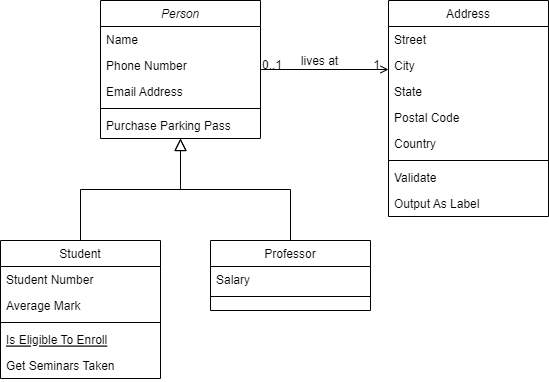 Person
Name
Phone Number
Email Address
Purchase Parking Pass
0..1
lives at
1
Address
Street
City
State
Postal Code
Country
Validate
Output As Label
Student
Student Number
Average Mark
Is Eligible To Enroll
Get Seminars Taken
Professor
Salary